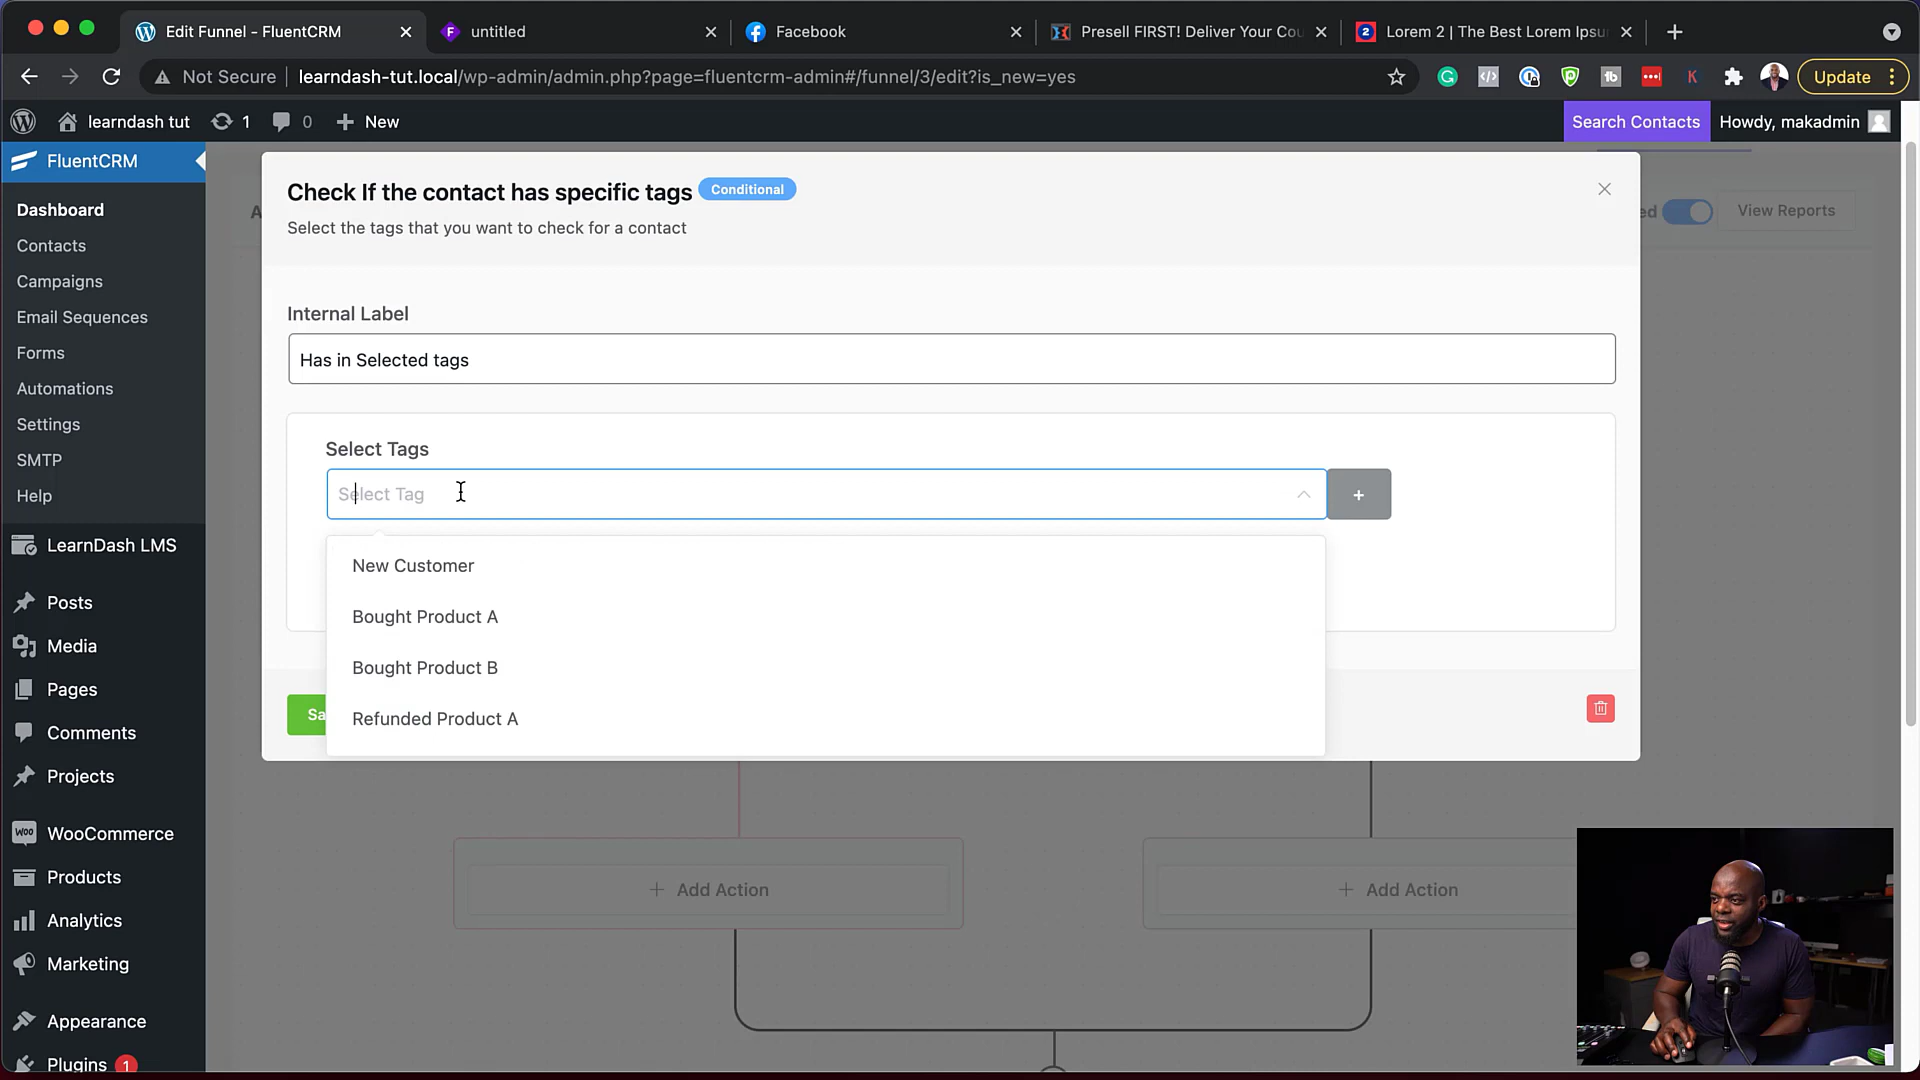 Edit Funnel - FluentCRM
untitled
Facebook
Presell FIRST! Deliver Your Cou
Lorem 2 | The Best Lorem Ipsu
Not Secure
learndash-tut.local/wp-admin/admin.php?page=fluentcrm-admin#/funnel/3/edit?is_new=yes
Update
learndash tut
1
0
New
Search Contacts
Howdy, makadmin
FluentCRM
Dashboard
Contacts
Campaigns
Email Sequences
Forms
Automations
Settings
SMTP
Help
LearnDash LMS
Posts
Media
Pages
Comments
Projects
WooCommerce
Products
Analytics
Marketing
Appearance
Plugins 1
Check If the contact has specific tags
Conditional
Select the tags that you want to check for a contact
View Reports
Internal Label
Has in Selected tags
Select Tags
Select Tag
+
New Customer
Bought Product A
Bought Product B
Refunded Product A
Sa
+ Add Action
+ Add Action